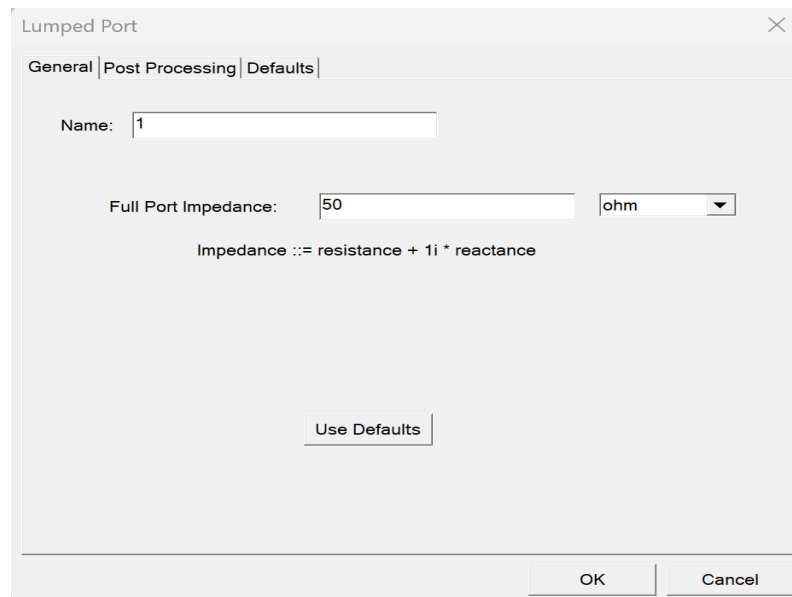 Lumped Port
General Post Processing Defaults
Name: 1
Full Port Impedance: 50 ohm
Impedance ::= resistance + 1i * reactance
Use Defaults
OK Cancel